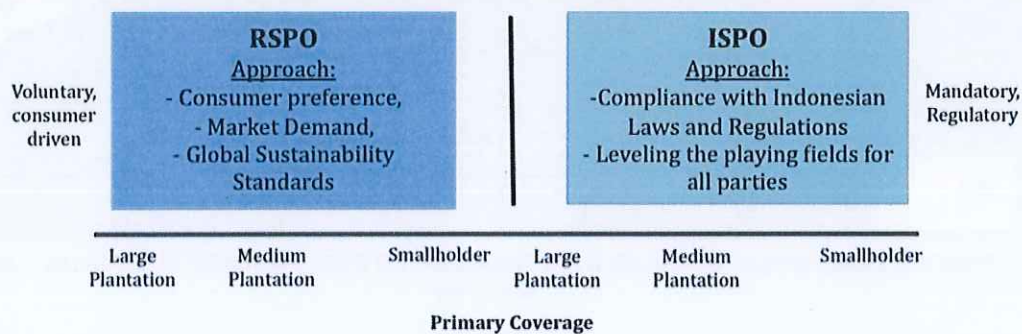 RSPO
Approach:
- Consumer preference,
- Market Demand,
- Global Sustainability
Standards
ISPO
Approach:
-Compliance with Indonesian
Laws and Regulations
- Leveling the playing fields for
all parties
Voluntary,
consumer
driven
Mandatory,
Regulatory
Large
Plantation
Medium
Plantation
Smallholder
Large
Plantation
Medium
Plantation
Smallholder
Primary Coverage